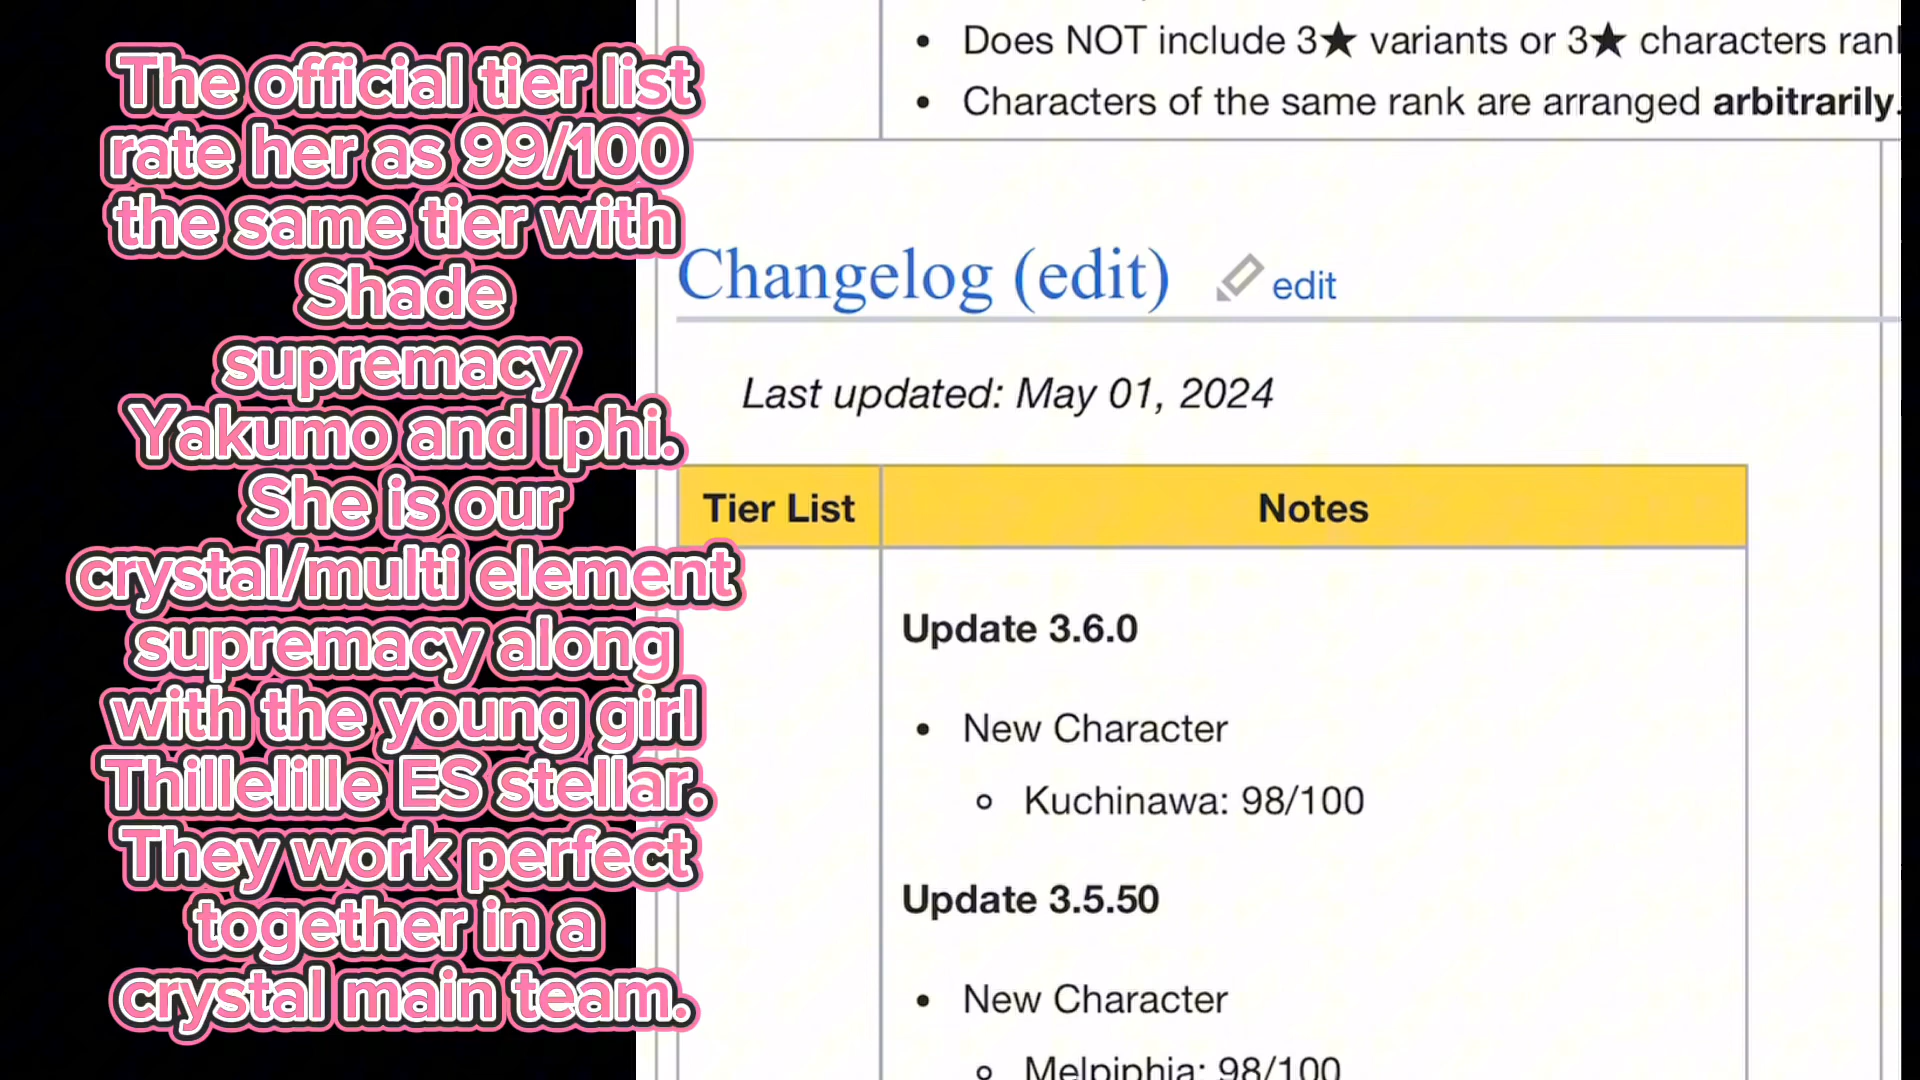 The official tier list
rate her as 99/100
the same tier with
Shade
supremacy
Yakumo and Iphi.
She is our
crystal/multi element
supremacy along
with the young girl
Thillelille ES stellar.
They work perfect
together in a
crystal main team.
• Does NOT include 3★ variants or 3★ characters
• Characters of the same rank are arranged arbitrarily.
Changelog (edit) edit
Last updated: May 01, 2024
Tier List Notes
Update 3.6.0
• New Character
Kuchinawa: 98/100
Update 3.5.50
• New Character
Melpiphia: 98/100